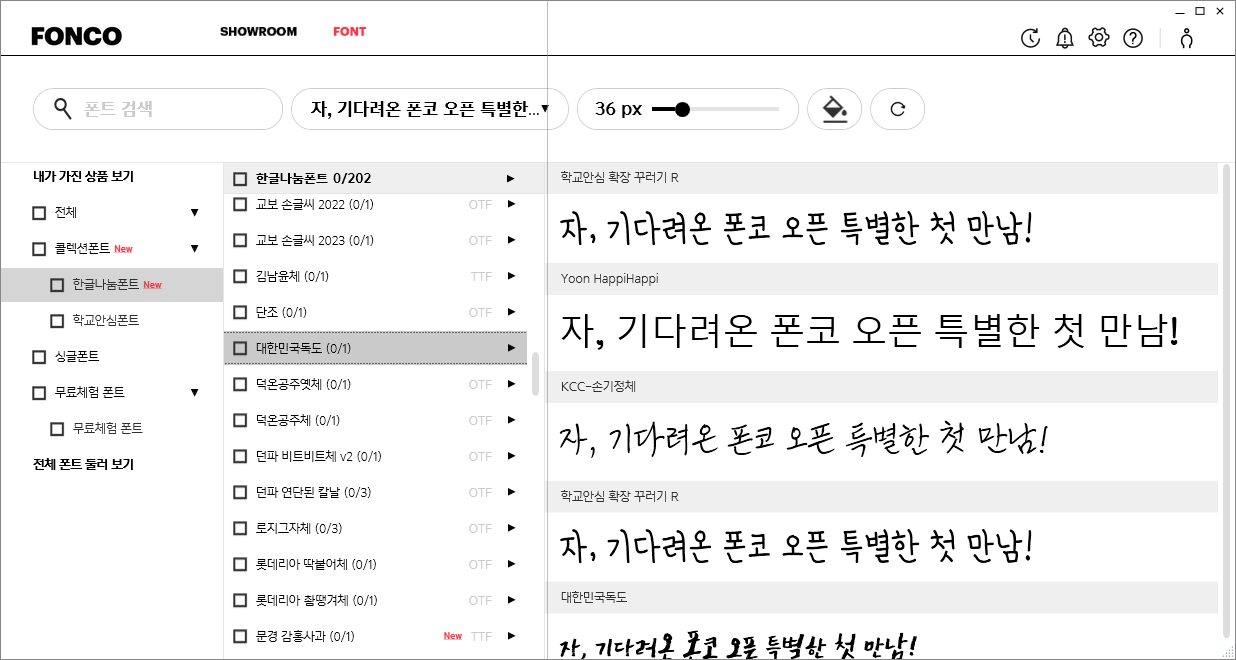 FONCO
SHOWROOM
FONT
폰트 검색
자, 기다려온 폰코 오픈 특별한...
36 px
내가 가진 상품 보기
전체
콜렉션폰트 New
한글나눔폰트 New
학교안심폰트
싱글폰트
무료체험 폰트
무료체험 폰트
전체 폰트 둘러 보기
한글나눔폰트 0/202
교보 손글씨 2022 (0/1) OTF
교보 손글씨 2023 (0/1) OTF
김남윤체 (0/1) TTF
단조 (0/1) OTF
대한민국독도 (0/1)
덕온공주옛체 (0/1) OTF
덕온공주체 (0/1) OTF
던파 비트비트체 v2 (0/1) OTF
던파 연단된 칼날 (0/3) OTF
로지그자체 (0/3) OTF
롯데리아 딱붙어체 (0/1) OTF
롯데리아 촵땡겨체 (0/1) OTF
문경 감홍사과 (0/1) New TTF
학교안심 확장 꾸러기 R
자, 기다려온 폰코 오픈 특별한 첫 만남!
Yoon HappiHappi
자, 기다려온 폰코 오픈 특별한 첫 만남!
KCC-손기정체
자, 기다려온 폰코 오픈 특별한 첫 만남!
학교안심 확장 꾸러기 R
자, 기다려온 폰코 오픈 특별한 첫 만남!
대한민국독도
자, 기다려온 폰코 오픈 특별한 첫 만남!